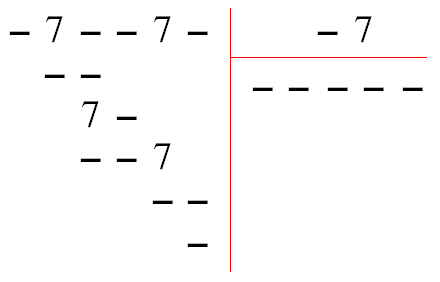 – 7 – – 7 – – 7
– – – – – – –
7 –
– – 7
– –
–